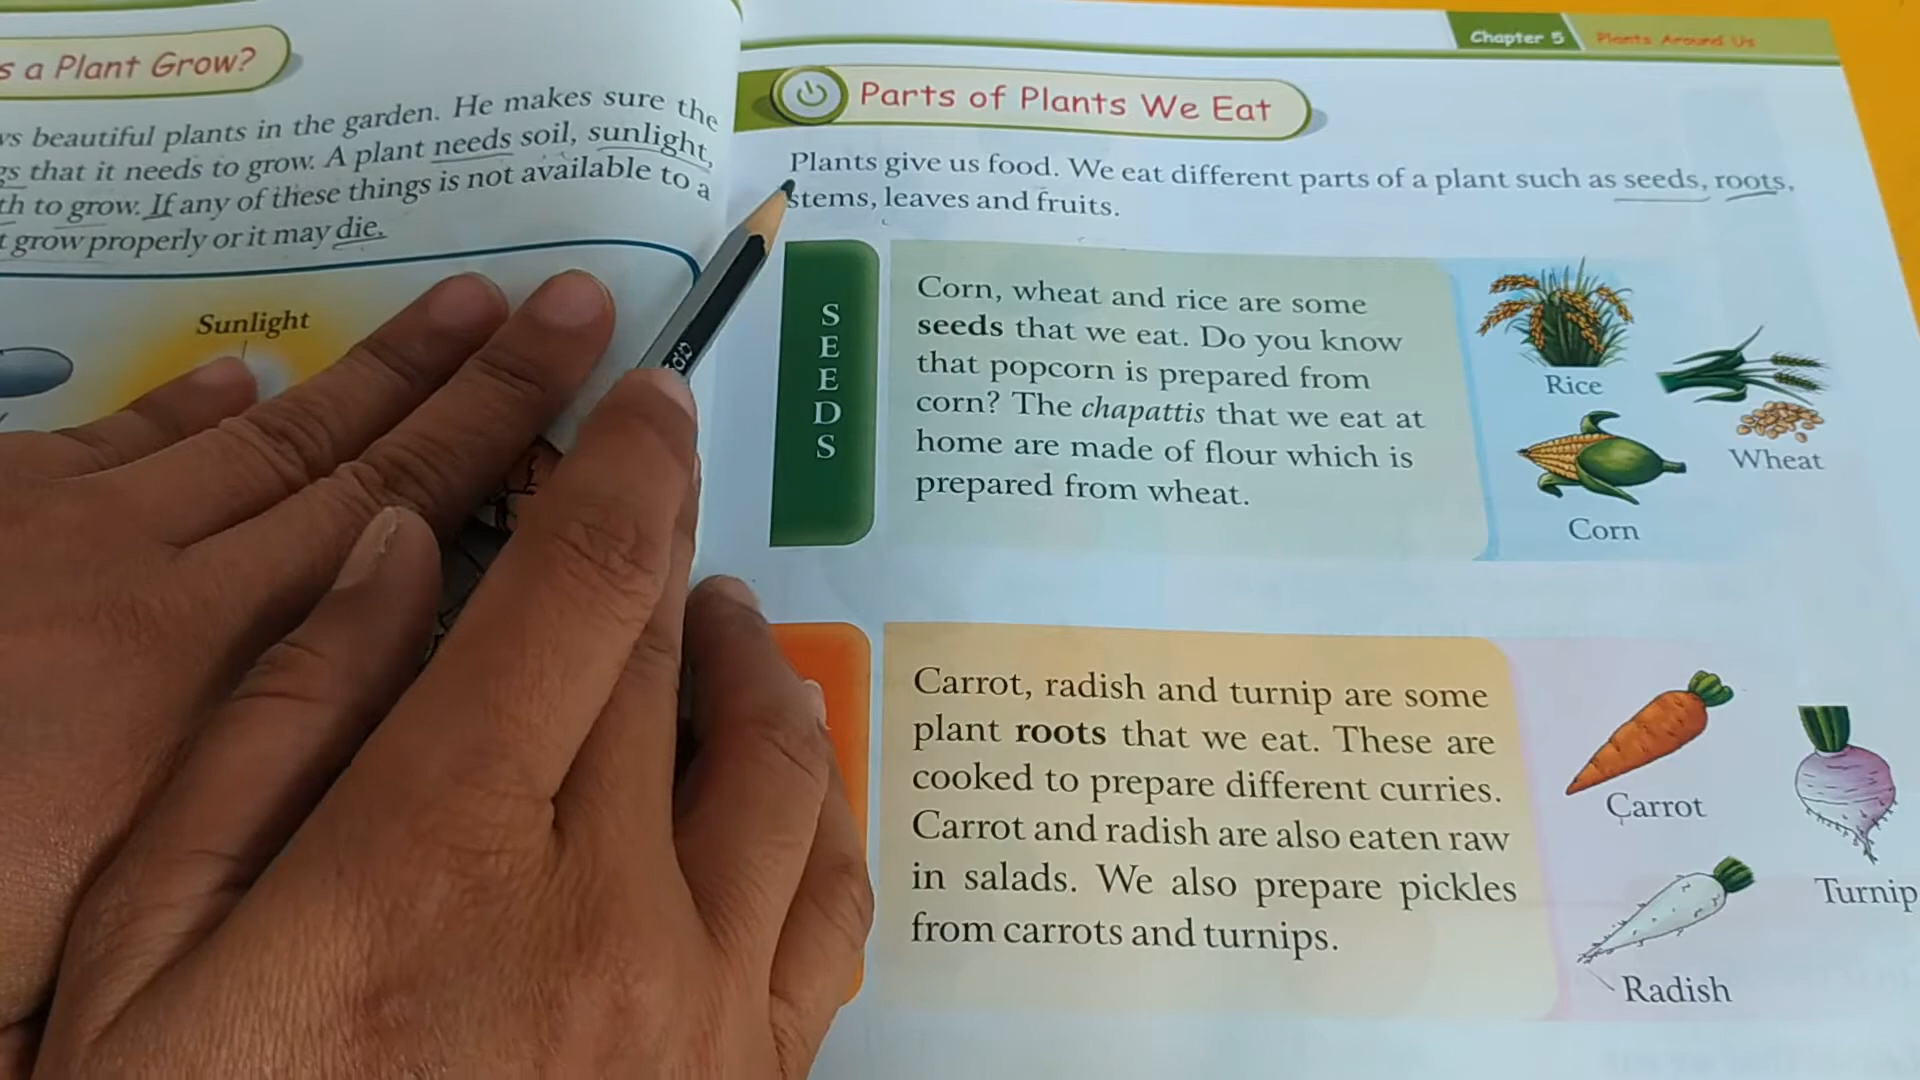 s a Plant Grow?
ws beautiful plants in the garden. He makes sure the
gs that it needs to grow. A plant needs soil, sunlight,
th to grow. If any of these things is not available to a
t grow properly or it may die.
Sunlight
Chapter 5 Plants Around Us
Parts of Plants We Eat
Plants give us food. We eat different parts of a plant such as seeds, roots,
stems, leaves and fruits.
SEEDS
Corn, wheat and rice are some
seeds that we eat. Do you know
that popcorn is prepared from
corn? The chapattis that we eat at
home are made of flour which is
prepared from wheat.
Rice
Wheat
Corn
Carrot, radish and turnip are some
plant roots that we eat. These are
cooked to prepare different curries.
Carrot and radish are also eaten raw
in salads. We also prepare pickles
from carrots and turnips.
Carrot
Turnip
Radish